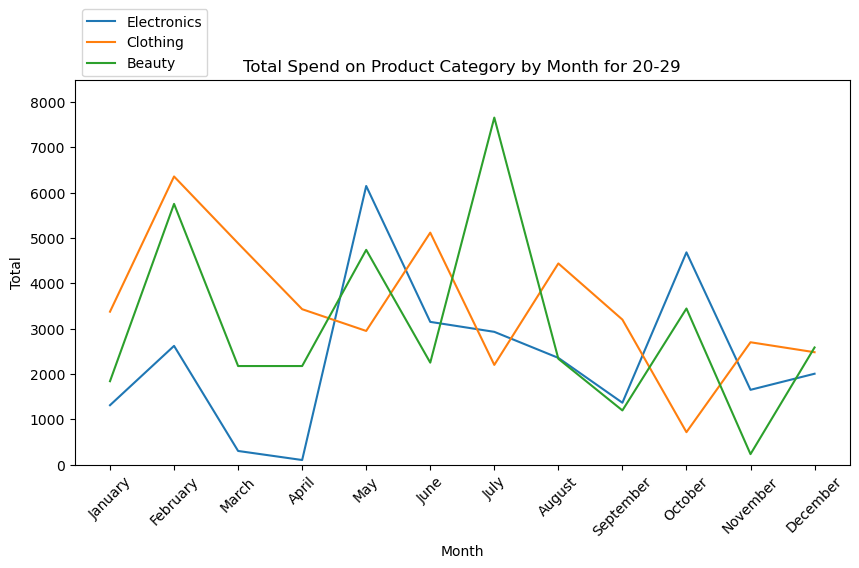 Electronics
Clothing
Beauty
Total Spend on Product Category by Month for 20-29
8000
7000
6000
5000
4000
3000
2000
1000
0
Total
January
February
March
April
May
June
July
August
September
October
November
December
Month